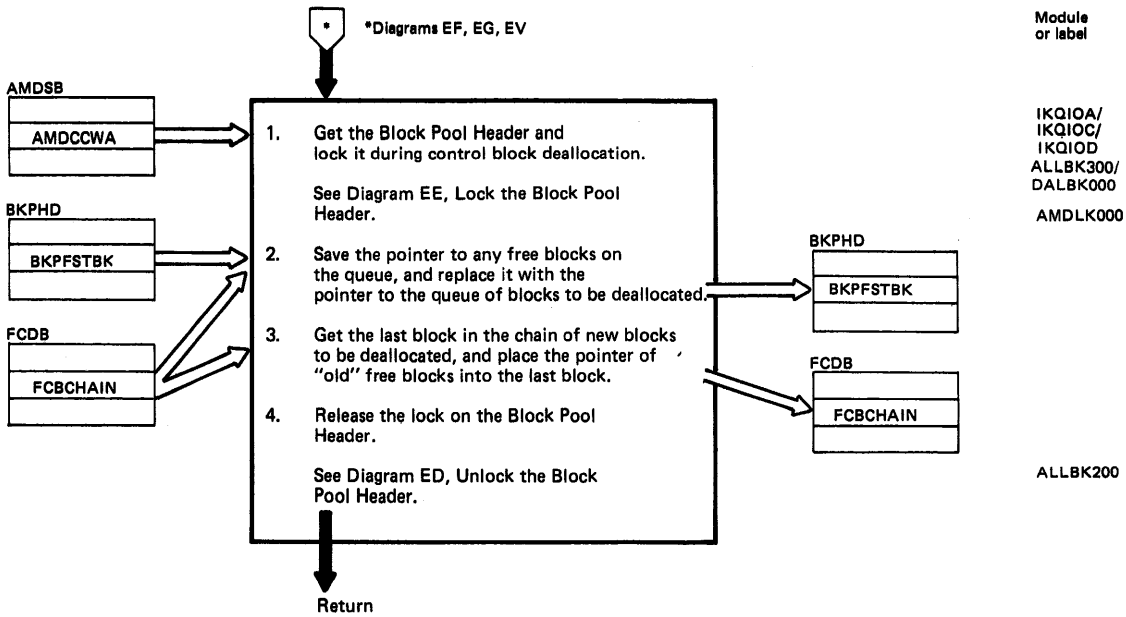 *
*Diagrams EF, EG, EV
Module
or label
AMDSB
AMDCCWA
1. Get the Block Pool Header and
lock it during control block deallocation.
See Diagram EE, Lock the Block Pool
Header.
IKQIOA/
IKQIOC/
IKQIOD
ALLBK300/
DALBK000
AMDLK000
BKPHD
BKPFSTBK
2. Save the pointer to any free blocks on
the queue, and replace it with the
pointer to the queue of blocks to be deallocated.
BKPHD
BKPFSTBK
FCDB
FCBCHAIN
3. Get the last block in the chain of new blocks
to be deallocated, and place the pointer of
"old" free blocks into the last block.
FCDB
FCBCHAIN
4. Release the lock on the Block Pool
Header.
See Diagram ED, Unlock the Block
Pool Header.
ALLBK200
Return